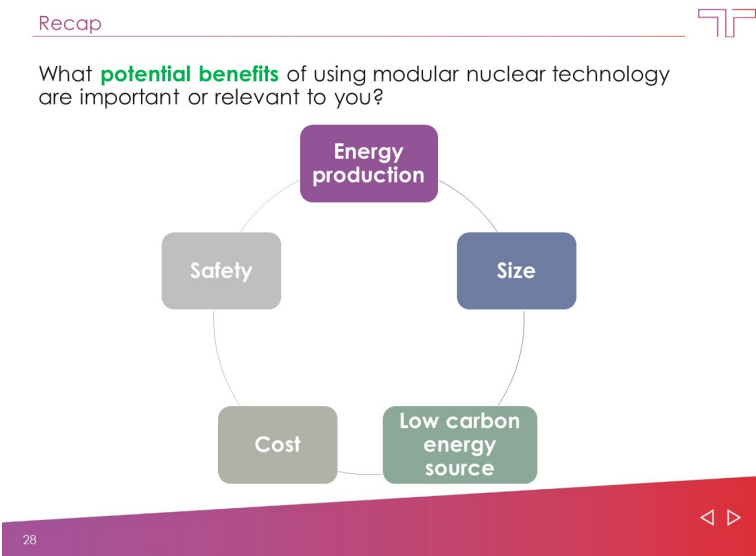 Recap
What potential benefits of using modular nuclear technology
are important or relevant to you?
Energy
production
Safety
Size
Cost
Low carbon
energy
source
28